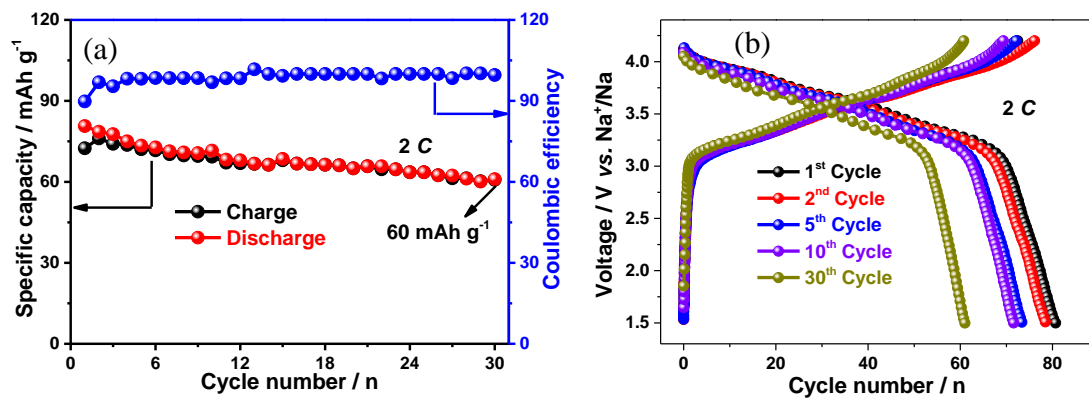 (a)
120
90
60
30
0
Specific capacity / mAh g⁻¹
0 6 12 18 24 30
Cycle number / n
120
90
60
30
0
Coulombic efficiency
2 C
Charge
Discharge
60 mAh g⁻¹
(b)
4.0
3.5
3.0
2.5
2.0
1.5
Voltage / V vs. Na⁺/Na
0 20 40 60 80
Cycle number / n
2 C
1ˢᵗ Cycle
2ⁿᵈ Cycle
5ᵗʰ Cycle
10ᵗʰ Cycle
30ᵗʰ Cycle